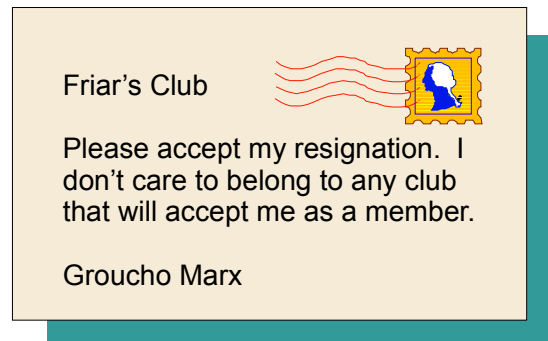 Friar's Club
Please accept my resignation.  I
don't care to belong to any club
that will accept me as a member.
Groucho Marx